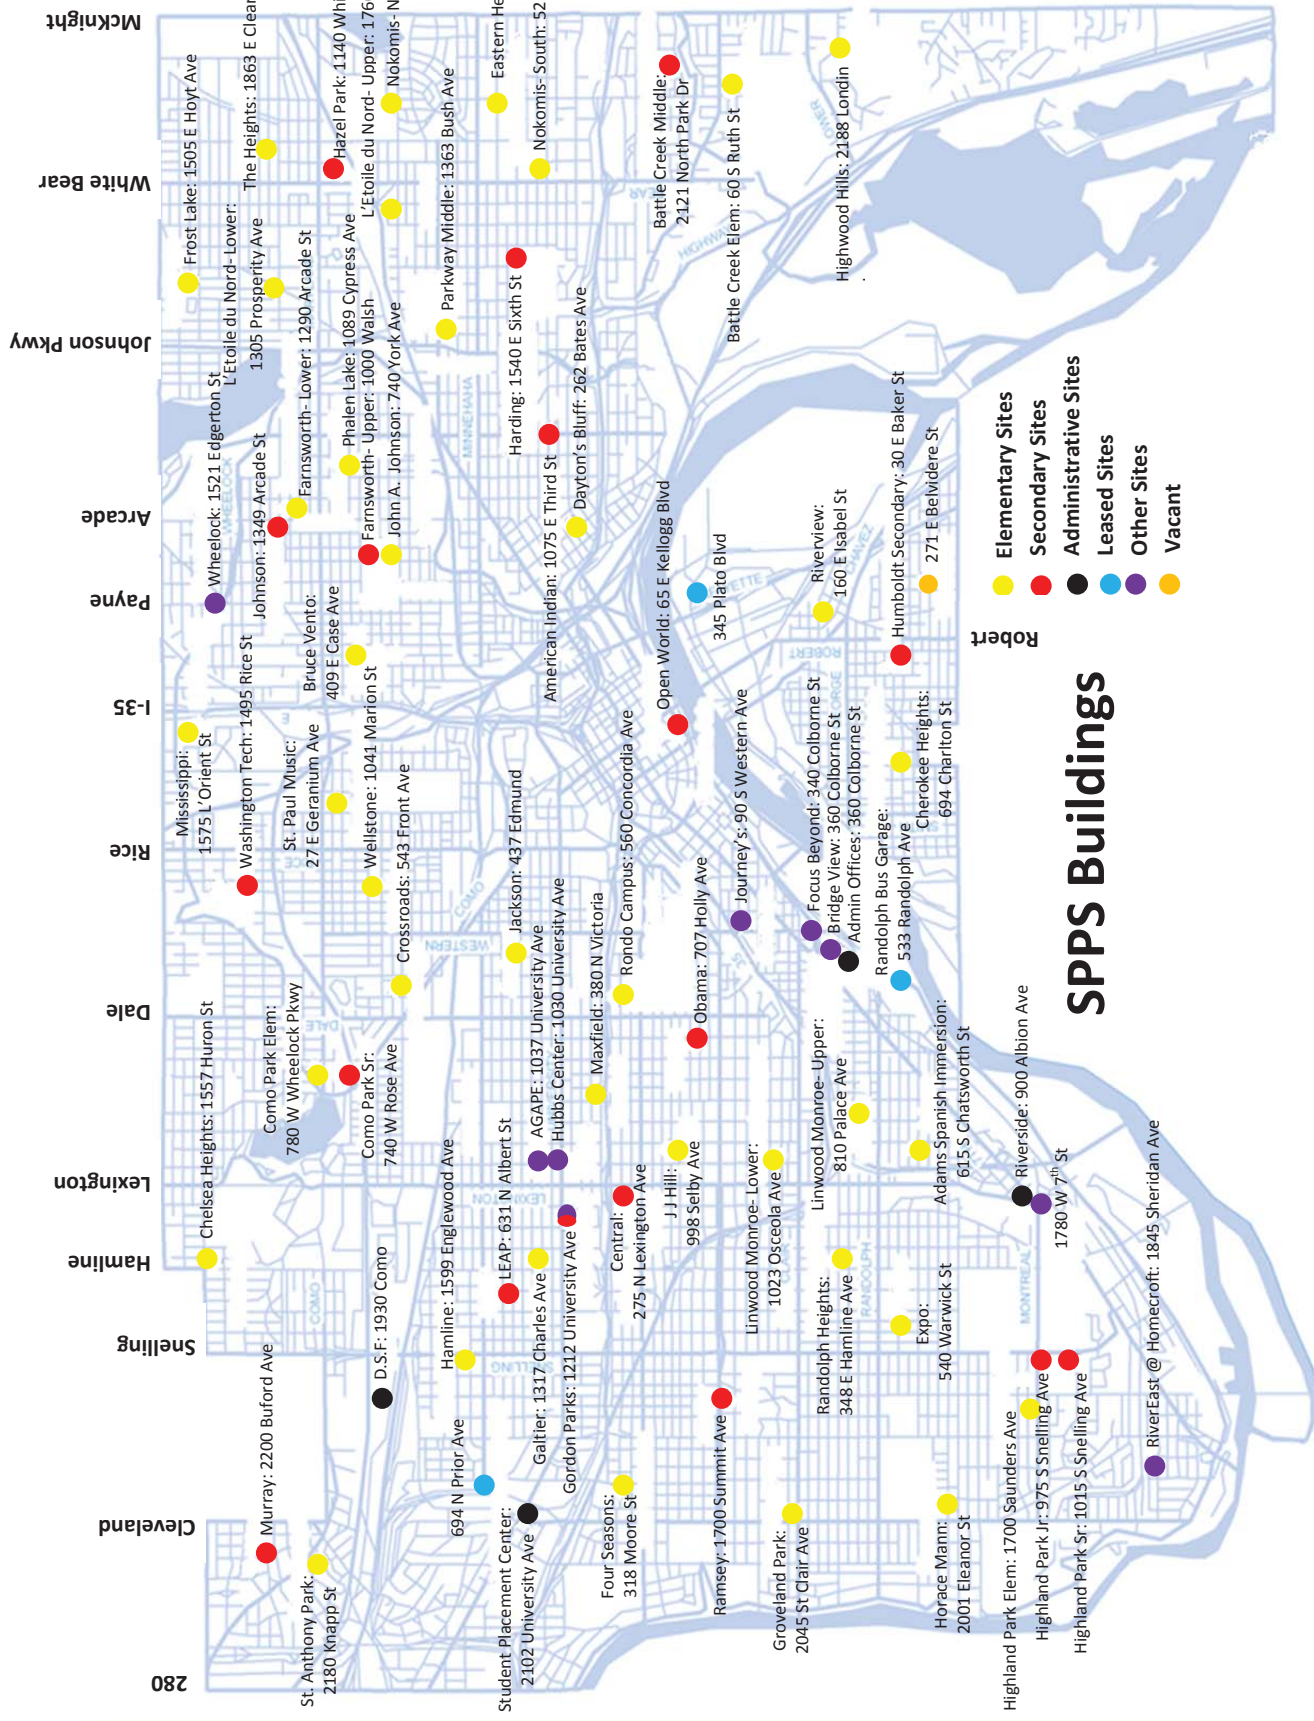 280
Cleveland
Snelling
Hamline
Lexington
Dale
Rice
I-35
Payne
Arcade
Johnson Pkwy
White Bear
McKnight
Murray: 2200 Buford Ave
St. Anthony Park:
2180 Knapp St
D.S.F: 1930 Como
Chelsea Heights: 1557 Huron St
Como Park Elem:
780 W Wheelock Pkwy
Como Park Sr:
740 W Rose Ave
Mississippi:
1575 L'Orient St
Washington Tech: 1495 Rice St
St. Paul Music:
27 E Geranium Ave
Wellstone: 1041 Marion St
Crossroads: 543 Front Ave
Bruce Vento:
409 E Case Ave
Wheelock: 1521 Edgerton St
Johnson: 1349 Arcade St
Farnsworth- Lower: 1290 Arcade St
Phalen Lake: 1089 Cypress Ave
Farnsworth- Upper: 1000 Walsh
John A. Johnson: 740 York Ave
Frost Lake: 1505 E Hoyt Ave
L'Etoile du Nord- Lower:
1305 Prosperity Ave
The Heights: 1863 E Clear
Hazel Park: 1140 Whi
L'Etoile du Nord- Upper: 176
Nokomis- N
Parkway Middle: 1363 Bush Ave
Eastern He
Nokomis- South: 52
Harding: 1540 E Sixth St
American Indian: 1075 E Third St
Dayton's Bluff: 262 Bates Ave
694 N Prior Ave
Student Placement Center:
2102 University Ave
Hamline: 1599 Englewood Ave
LEAP: 631 N Albert St
Galtier: 1317 Charles Ave
Gordon Parks: 1212 University Ave
AGAPE: 1037 University Ave
Hubbs Center: 1030 University Ave
Jackson: 437 Edmund
Maxfield: 380 N Victoria
Rondo Campus: 560 Concordia Ave
Four Seasons:
318 Moore St
Central:
275 N Lexington Ave
J J Hill:
998 Selby Ave
Obama: 707 Holly Ave
Open World: 65 E Kellogg Blvd
345 Plato Blvd
Battle Creek Middle:
2121 North Park Dr
Battle Creek Elem: 60 S Ruth St
Highwood Hills: 2188 Londin
Ramsey: 1700 Summit Ave
Groveland Park:
2045 St Clair Ave
Linwood Monroe- Lower:
1023 Osceola Ave
Linwood Monroe- Upper:
810 Palace Ave
Randolph Heights:
348 E Hamline Ave
Journey's: 90 S Western Ave
Focus Beyond: 340 Colborne St
Bridge View: 360 Colborne St
Admin Offices: 360 Colborne St
Randolph Bus Garage:
533 Randolph Ave
Riverview:
160 E Isabel St
Cherokee Heights:
694 Charlton St
Humboldt Secondary: 30 E Baker St
271 E Belvidere St
Expo:
540 Warwick St
Adams Spanish Immersion:
615 S Chatsworth St
Horace Mann:
2001 Eleanor St
Highland Park Elem: 1700 Saunders Ave
Highland Park Jr: 975 S Snelling Ave
Highland Park Sr: 1015 S Snelling Ave
Riverside: 900 Albion Ave
1780 W 7th St
RiverEast @ Homecroft: 1845 Sheridan Ave
Robert
SPPS Buildings
Elementary Sites
Secondary Sites
Administrative Sites
Leased Sites
Other Sites
Vacant
COMO
DALE
WHEELOCK
COMO
WESTERN
MINNEHAHA
SNELLING
LEXINGTON
RANDOLPH
MONTREAL
ROBERT
HIGHWAY
LOWER